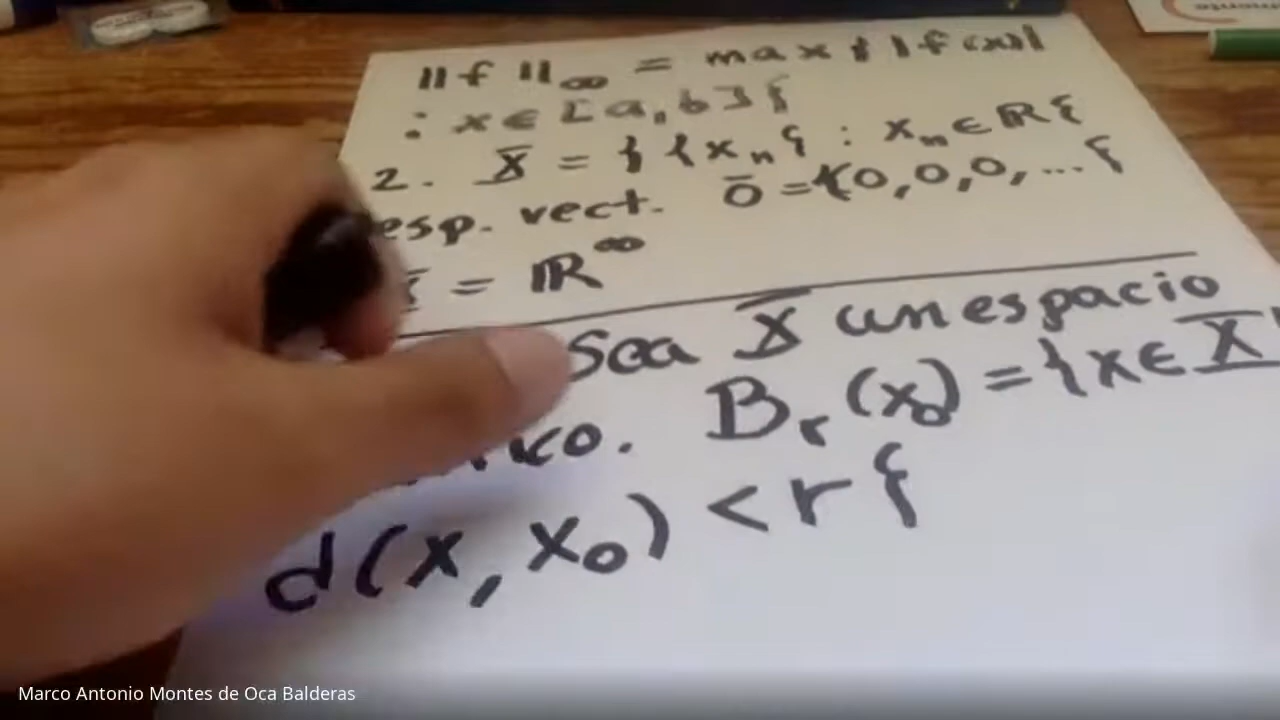 ||f||∞ = max{|f(x)|
: x∈[a,b]}
2. X̄ = {{xₙ} : xₙ∈ℝ}
esp. vect. ō = {0,0,0,...}
= ℝ^∞
Sea X̄ un espacio
Bᵣ(x₀) = {x∈X̄
d(x,x₀) < r}
Marco Antonio Montes de Oca Balderas